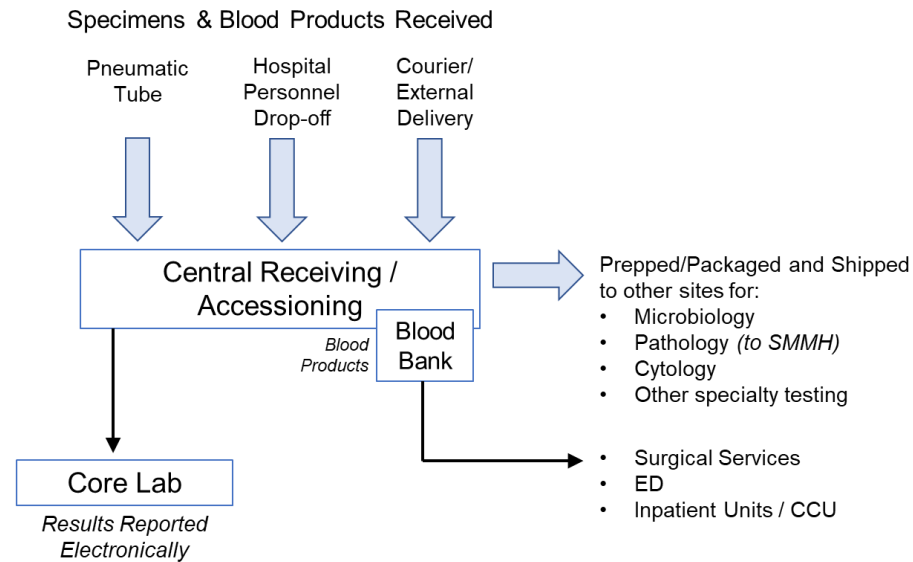 Specimens & Blood Products Received
Pneumatic
Tube
Hospital
Personnel
Drop-off
Courier/
External
Delivery
Central Receiving /
Accessioning
Blood
Products
Blood
Bank
Prepped/Packaged and Shipped
to other sites for:
• Microbiology
• Pathology (to SMMH)
• Cytology
• Other specialty testing
• Surgical Services
• ED
• Inpatient Units / CCU
Core Lab
Results Reported
Electronically